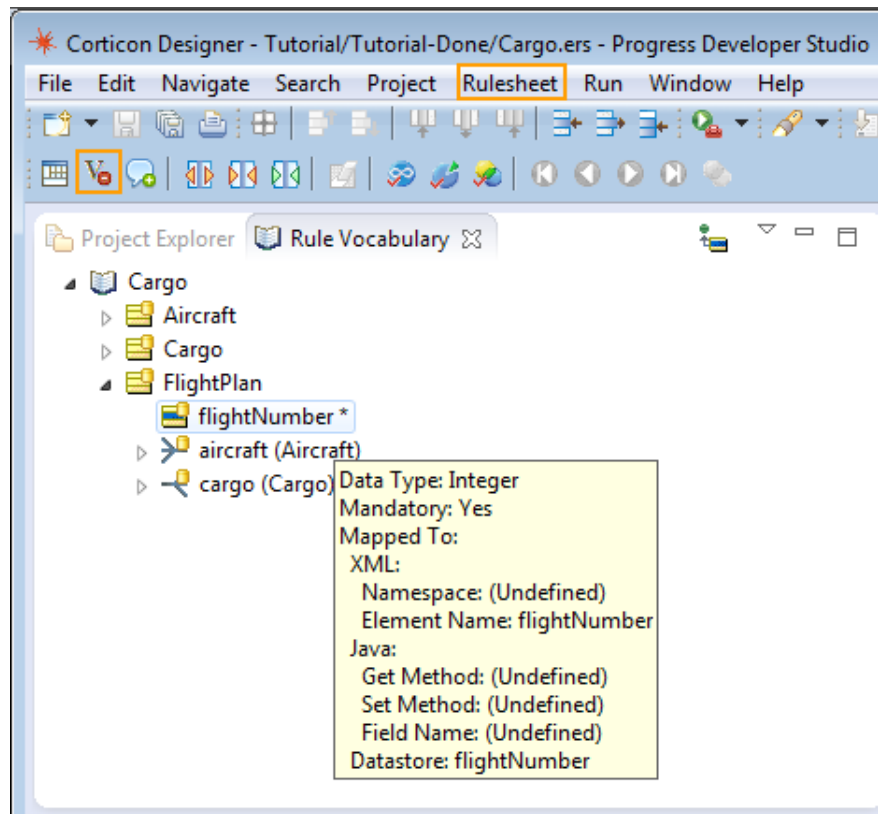 Corticon Designer - Tutorial/Tutorial-Done/Cargo.ers - Progress Developer Studio
File Edit Navigate Search Project Rulesheet Run Window Help
Project Explorer Rule Vocabulary
Cargo
Aircraft
Cargo
FlightPlan
flightNumber *
aircraft (Aircraft)
cargo (Cargo)
Data Type: Integer
Mandatory: Yes
Mapped To:
XML:
Namespace: (Undefined)
Element Name: flightNumber
Java:
Get Method: (Undefined)
Set Method: (Undefined)
Field Name: (Undefined)
Datastore: flightNumber